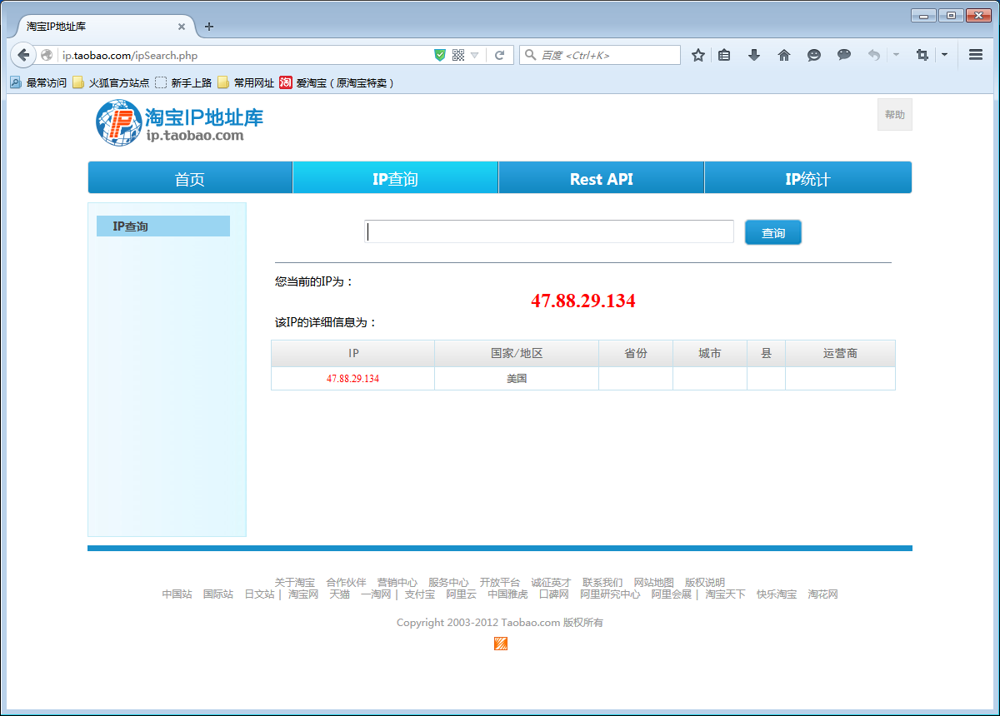 淘宝IP地址库
ip.taobao.com/ipSearch.php
百度 <Ctrl+K>
最常访问 火狐官方站点 新手上路 常用网址 淘 爱淘宝（原淘宝特卖）
IP 淘宝IP地址库
ip.taobao.com
帮助
首页 IP查询 Rest API IP统计
IP查询
查询
您当前的IP为：
47.88.29.134
该IP的详细信息为：
IP 国家/地区 省份 城市 县 运营商
47.88.29.134 美国
关于淘宝 合作伙伴 营销中心 服务中心 开放平台 诚征英才 联系我们 网站地图 版权说明
中国站 国际站 日文站 | 淘宝网 天猫 一淘网 | 支付宝 阿里云 中国雅虎 口碑网 阿里研究中心 阿里会展 | 淘宝天下 快乐淘宝 淘花网
Copyright 2003-2012 Taobao.com 版权所有